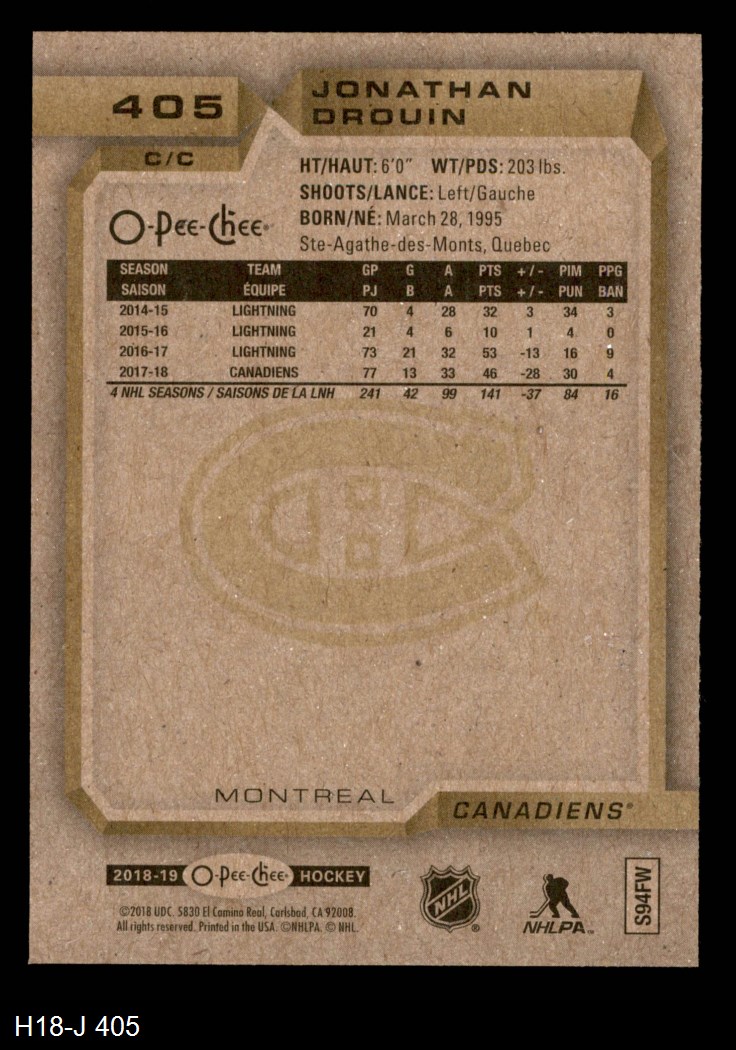 405
JONATHAN
DROUIN
C/C
HT/HAUT: 6'0" WT/PDS: 203 lbs.
SHOOTS/LANCE: Left/Gauche
BORN/NÉ: March 28, 1995
Ste-Agathe-des-Monts, Quebec
O-Pee-Chee
SEASON TEAM GP G A PTS +/- PIM PPG
SAISON ÉQUIPE PJ B A PTS +/- PUN BAN
2014-15 LIGHTNING 70 4 28 32 3 34 3
2015-16 LIGHTNING 21 4 6 10 1 4 0
2016-17 LIGHTNING 73 21 32 53 -13 16 9
2017-18 CANADIENS 77 13 33 46 -28 30 4
4 NHL SEASONS / SAISONS DE LA LNH 241 42 99 141 -37 84 16
MONTREAL
CANADIENS®
2018-19 O-Pee-Chee HOCKEY
©2018 UDC. 5830 El Camino Real, Carlsbad, CA 92008.
All rights reserved. Printed in the USA. ©NHLPA. © NHL.
NHL ®
NHLPA™
S94FW
H18-J 405